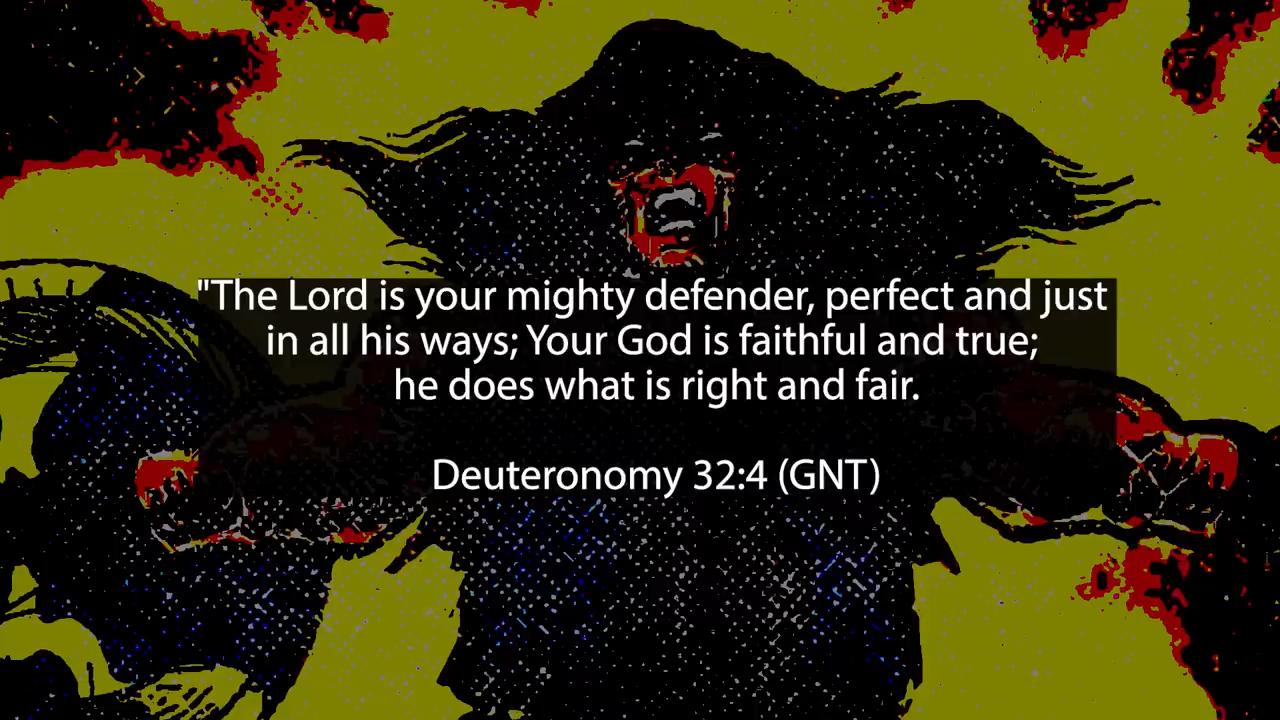 "The Lord is your mighty defender, perfect and just
in all his ways; Your God is faithful and true;
he does what is right and fair.
Deuteronomy 32:4 (GNT)